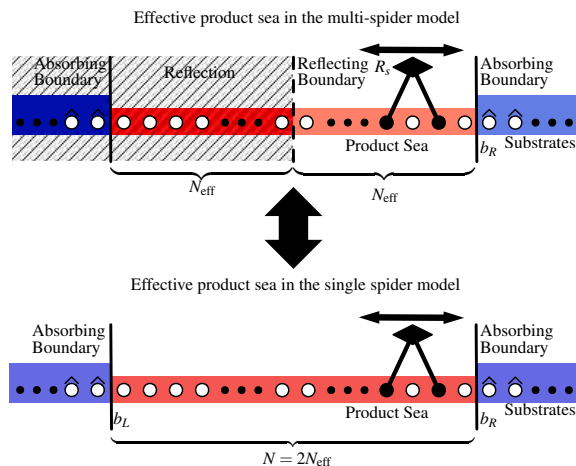 Effective product sea in the multi-spider model
Absorbing
Boundary
Reflection
Reflecting
Boundary
R_s
Absorbing
Boundary
Product Sea
b_R
Substrates
N_eff
N_eff
Effective product sea in the single spider model
Absorbing
Boundary
Absorbing
Boundary
b_L
Product Sea
b_R
Substrates
N = 2N_eff